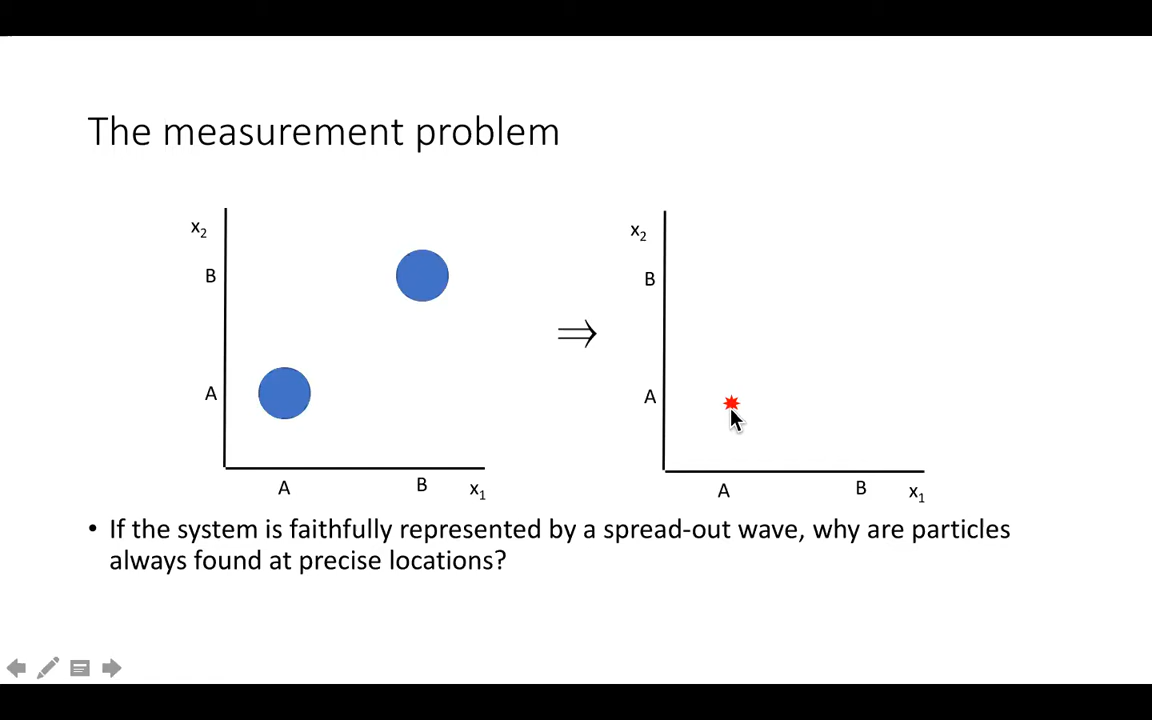 The measurement problem
x₂
B
A
A B x₁
⇒
x₂
B
A
A B x₁
• If the system is faithfully represented by a spread-out wave, why are particles
always found at precise locations?